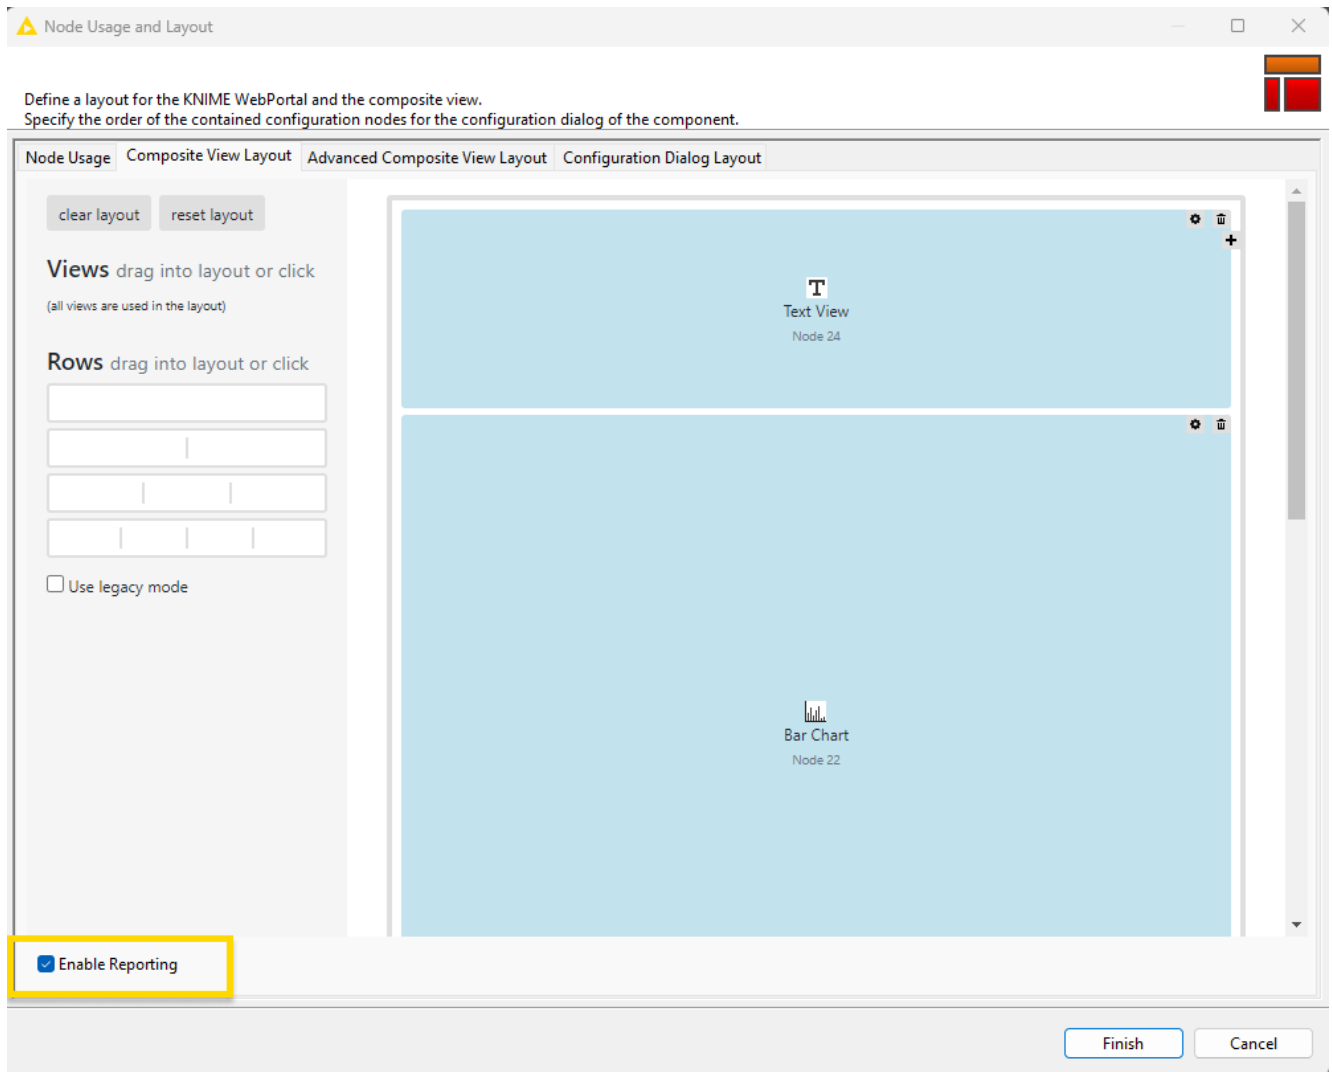 Node Usage and Layout
Define a layout for the KNIME WebPortal and the composite view.
Specify the order of the contained configuration nodes for the configuration dialog of the component.
Node Usage Composite View Layout Advanced Composite View Layout Configuration Dialog Layout
clear layout reset layout
Views drag into layout or click
(all views are used in the layout)
Rows drag into layout or click
Use legacy mode
T
Text View
Node 24
Bar Chart
Node 22
Enable Reporting
Finish Cancel